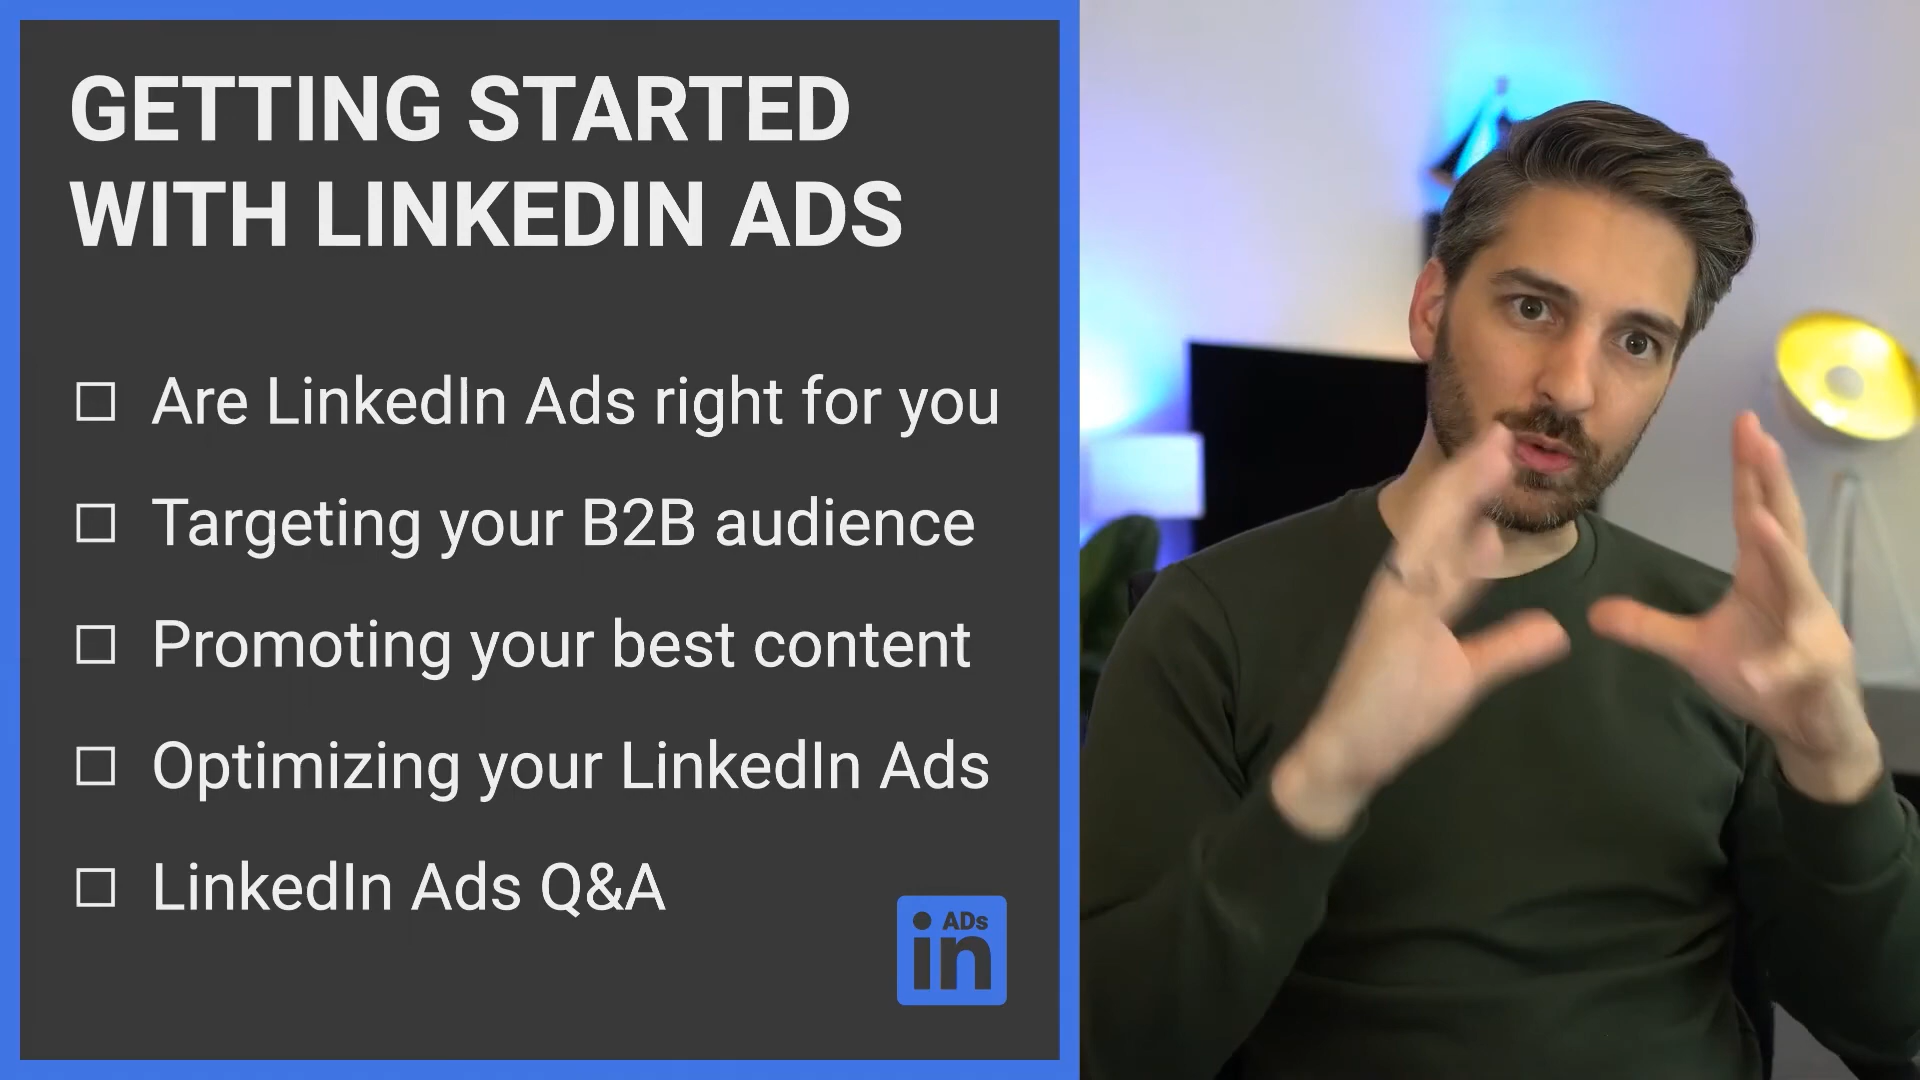 GETTING STARTED
WITH LINKEDIN ADS
Are LinkedIn Ads right for you
Targeting your B2B audience
Promoting your best content
Optimizing your LinkedIn Ads
LinkedIn Ads Q&A
ADs
in